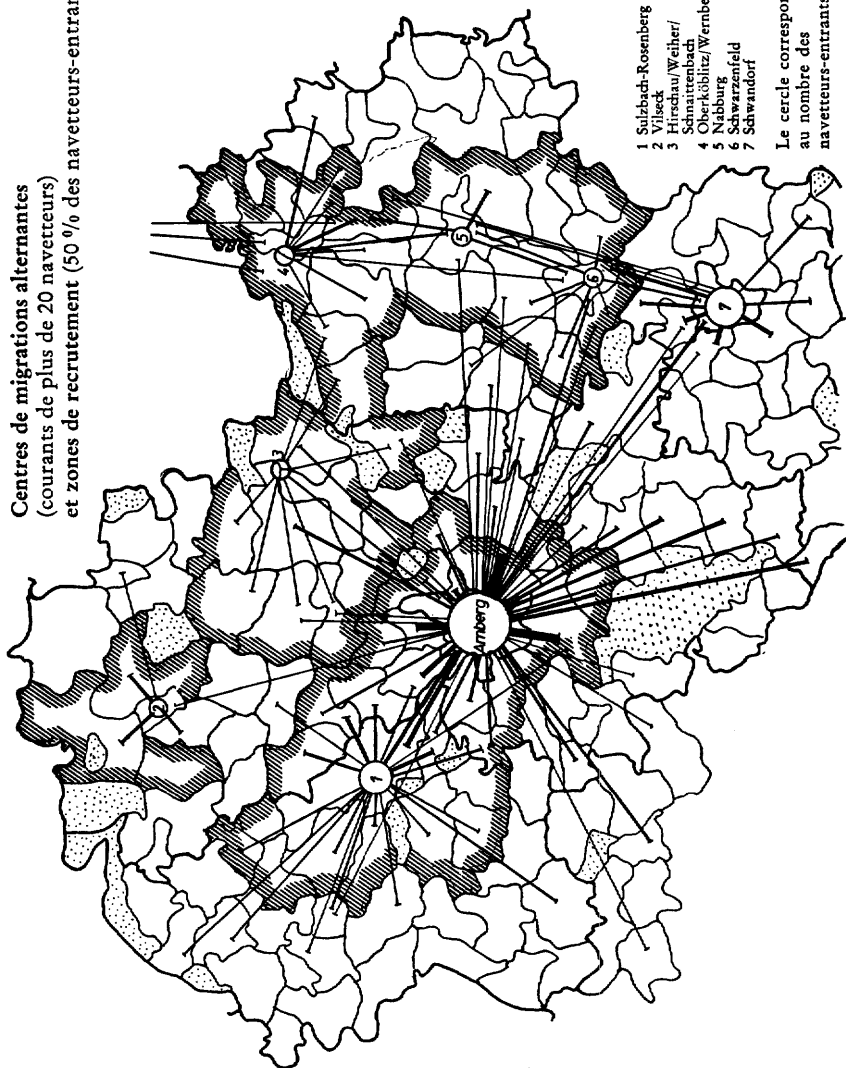 Centres de migrations alternantes
(courants de plus de 20 navetteurs)
et zones de recrutement (50 % des navetteurs-entran
1
2
3
4
5
6
7
Amberg
1 Sulzbach-Rosenberg
2 Vilseck
3 Hirschau/Weiher/
Schnaittenbach
4 Oberköblitz/Wernbe
5 Nabburg
6 Schwarzenfeld
7 Schwandorf
Le cercle correspon
au nombre des
navetteurs-entrants